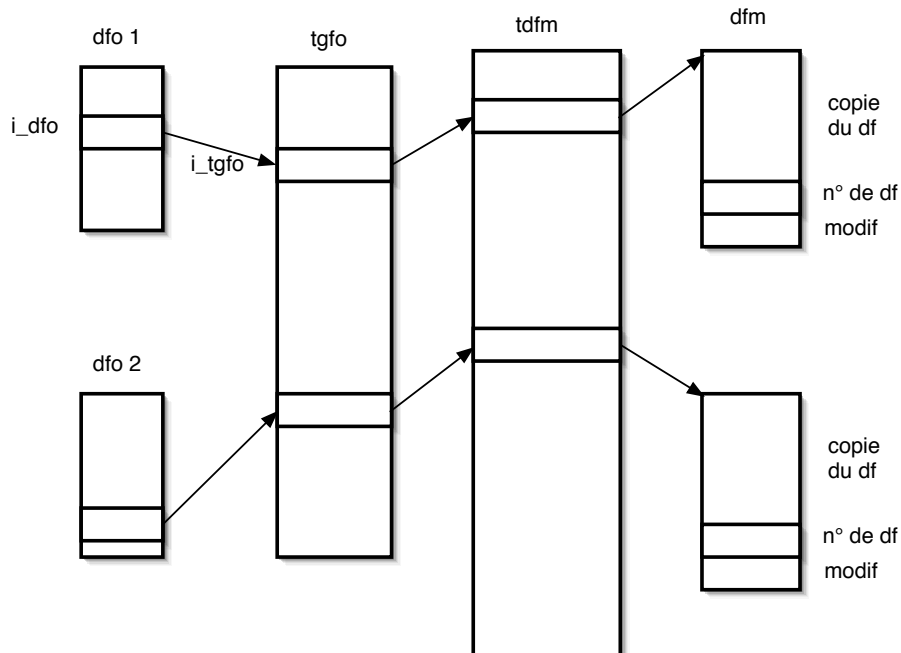 dfo 1
tgfo
tdfm
dfm
i_dfo
i_tgfo
copie
du df
n° de df
modif
dfo 2
copie
du df
n° de df
modif